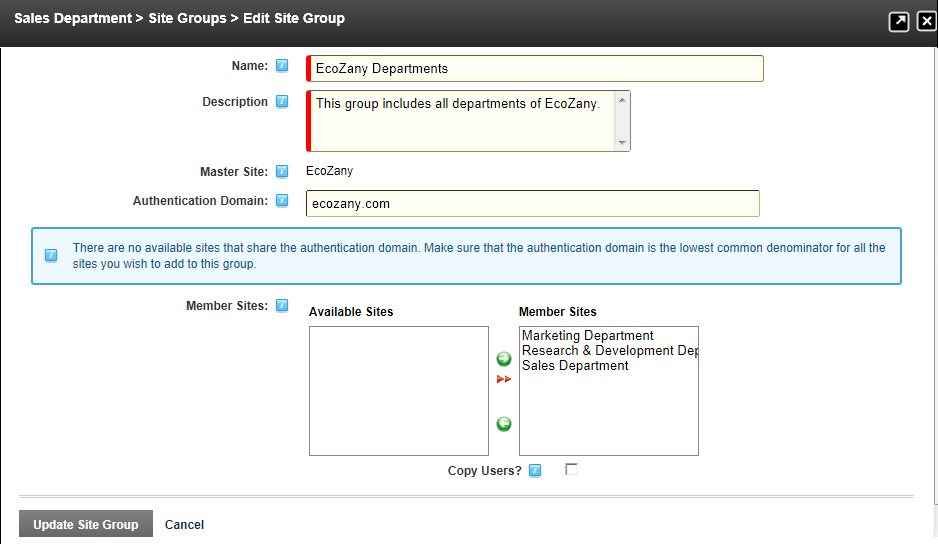 Sales Department > Site Groups > Edit Site Group
Name:
EcoZany Departments
Description
This group includes all departments of EcoZany.
Master Site:
EcoZany
Authentication Domain:
ecozany.com
There are no available sites that share the authentication domain. Make sure that the authentication domain is the lowest common denominator for all the
sites you wish to add to this group.
Member Sites:
Available Sites
Member Sites
Marketing Department
Research & Development Dep
Sales Department
Copy Users?
Update Site Group
Cancel